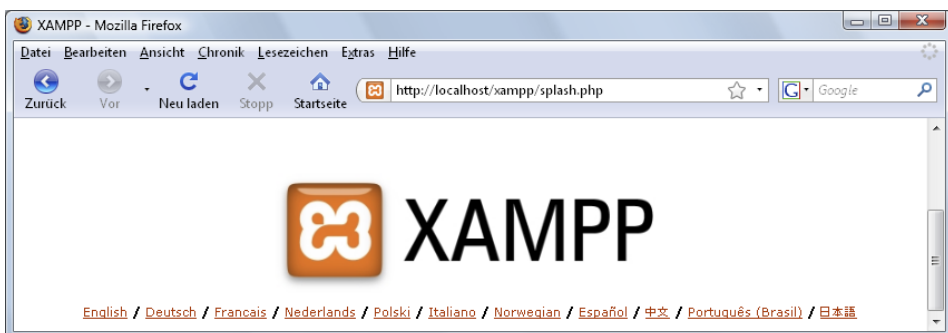 XAMPP - Mozilla Firefox
Datei Bearbeiten Ansicht Chronik Lesezeichen Extras Hilfe
Zurück Vor Neu laden Stopp Startseite http://localhost/xampp/splash.php G Google
XAMPP
English / Deutsch / Francais / Nederlands / Polski / Italiano / Norwegian / Español / 中文 / Português (Brasil) / 日本語